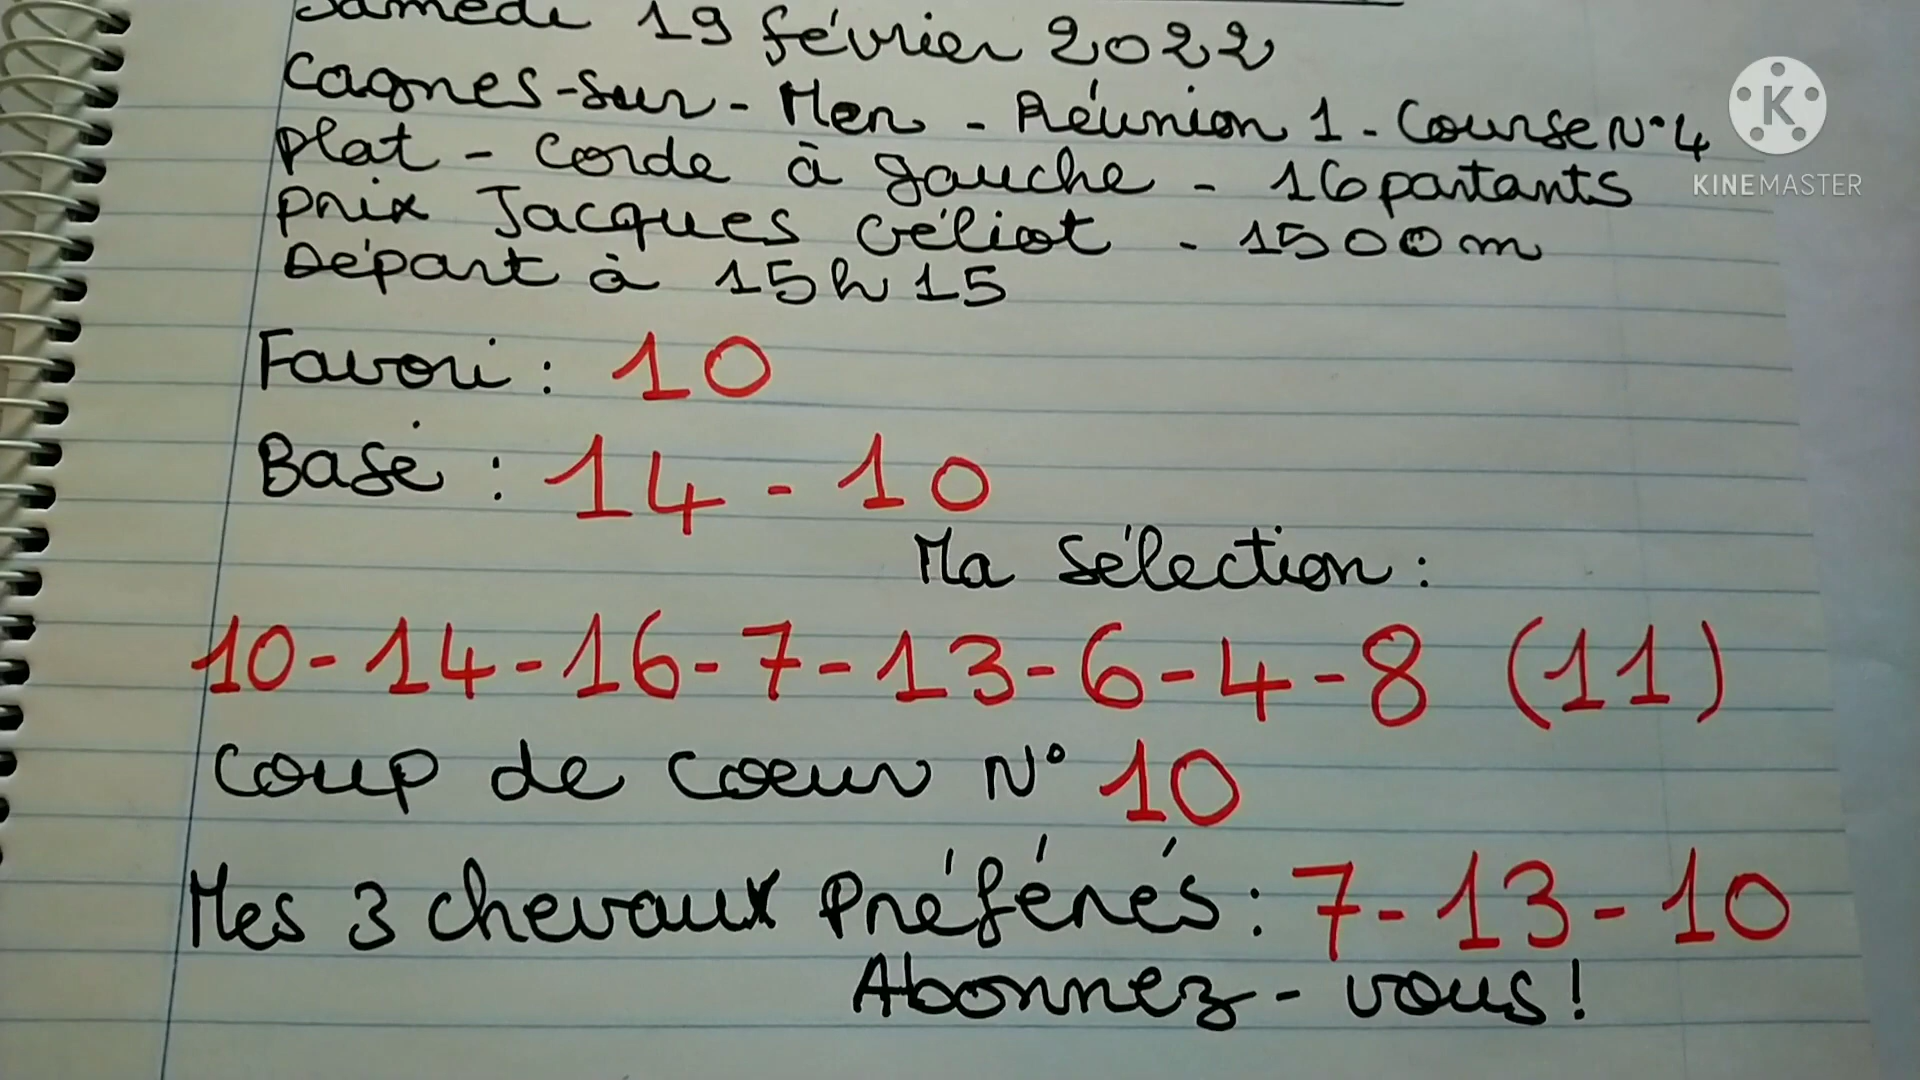 Samedi 19 février 2022
Cagnes-sur-Mer - Réunion 1 - Course N°4
Plat - Corde à gauche - 16 partants
Prix Jacques Géliot - 1500m
Départ à 15h15
Favori : 10
Base : 14 - 10
Ma Sélection :
10 - 14 - 16 - 7 - 13 - 6 - 4 - 8 (11)
Coup de cœur N° 10
Mes 3 chevaux Préférés : 7 - 13 - 10
Abonnez-vous !
K
KINEMASTER